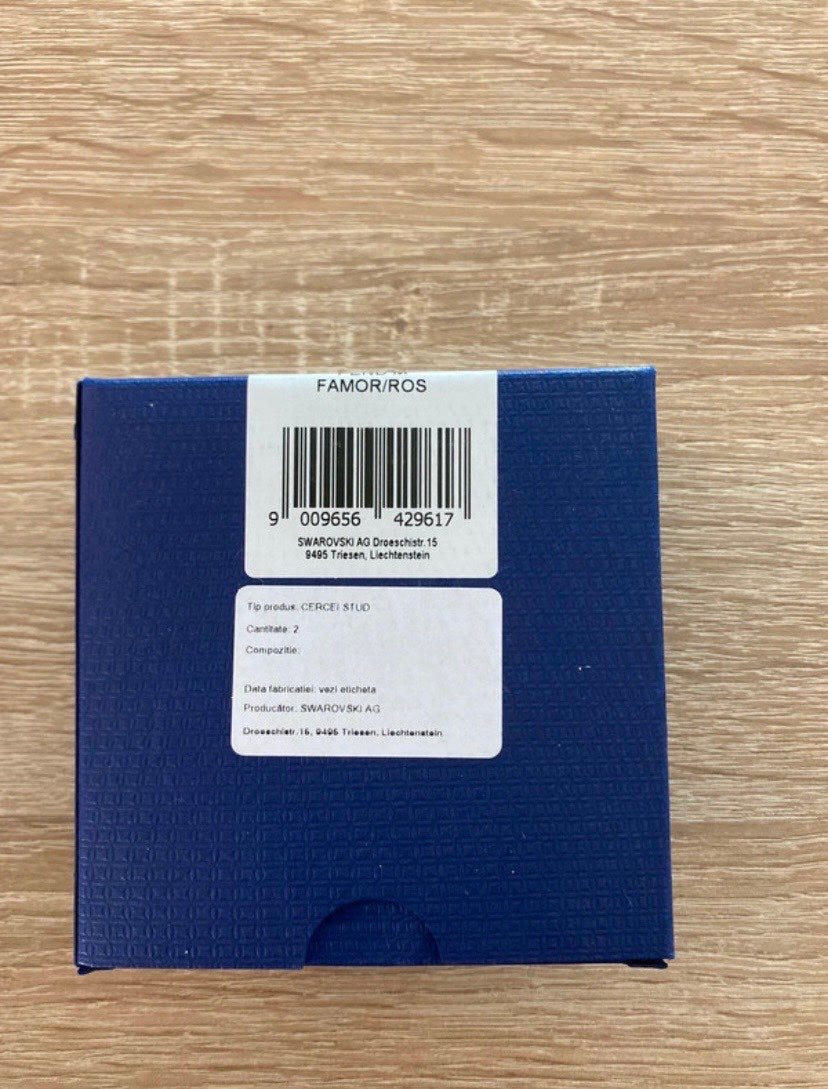 FAMOR/ROS
9 009656 429617
SWAROVSKI AG Droeschistr.15
9495 Triesen, Liechtenstein
Tip produs: CERCEI STUD
Cantitate: 2
Compozitie:
Data fabricatiei: vezi eticheta
Producător: SWAROVSKI AG
Droeschistr.15, 9495 Triesen, Liechtenstein